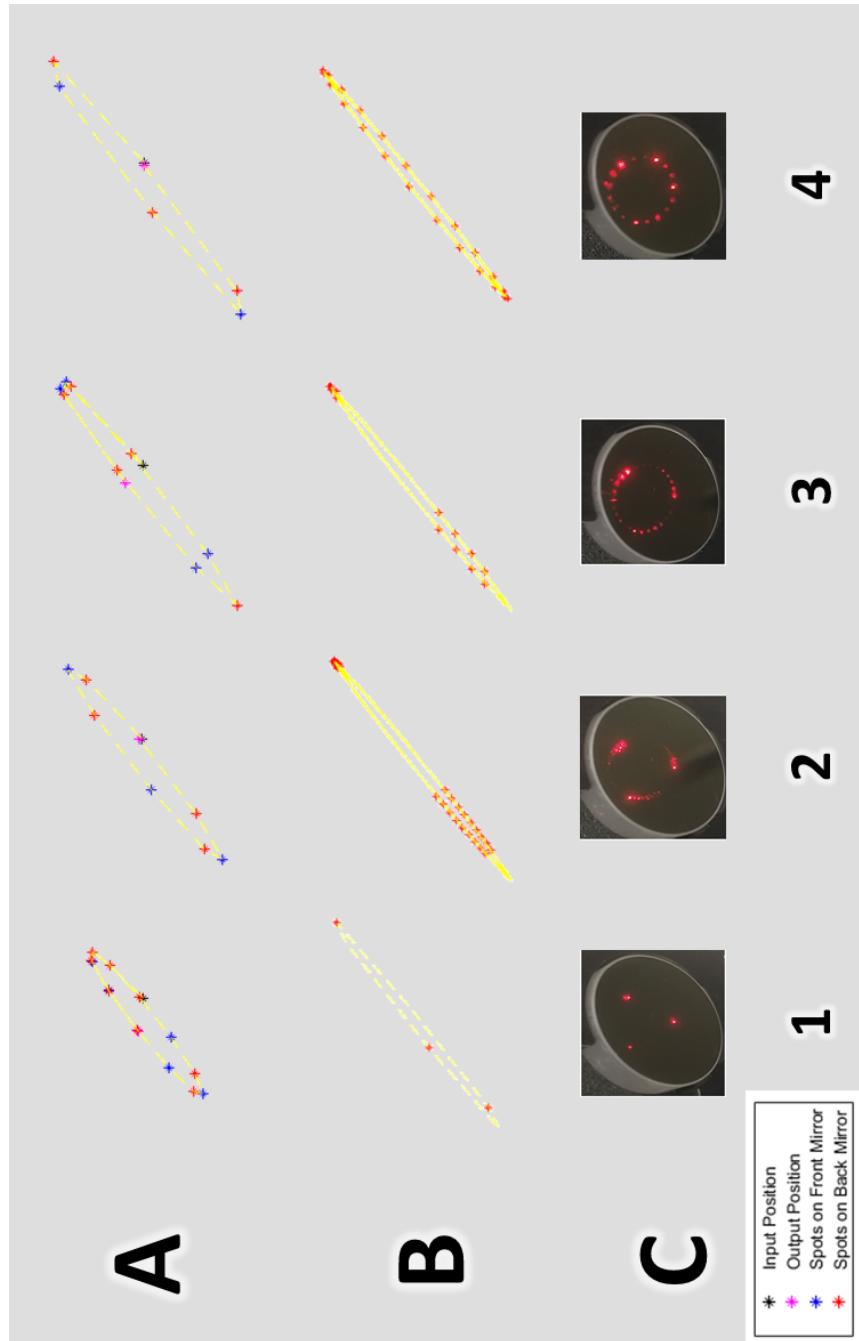 A
B
C
1
2
3
4
Input Position
Output Position
Spots on Front Mirror
Spots on Back Mirror